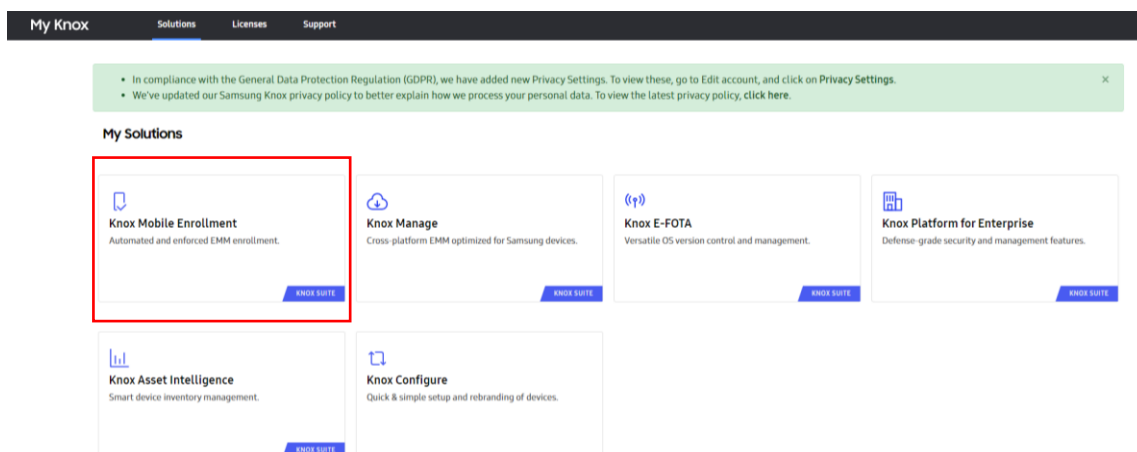 My Knox Solutions Licenses Support
• In compliance with the General Data Protection Regulation (GDPR), we have added new Privacy Settings. To view these, go to Edit account, and click on Privacy Settings.
• We've updated our Samsung Knox privacy policy to better explain how we process your personal data. To view the latest privacy policy, click here.
My Solutions
Knox Mobile Enrollment
Automated and enforced EMM enrollment.
KNOX SUITE
Knox Manage
Cross-platform EMM optimized for Samsung devices.
KNOX SUITE
Knox E-FOTA
Versatile OS version control and management.
KNOX SUITE
Knox Platform for Enterprise
Defense-grade security and management features.
KNOX SUITE
Knox Asset Intelligence
Smart device inventory management.
KNOX SUITE
Knox Configure
Quick & simple setup and rebranding of devices.